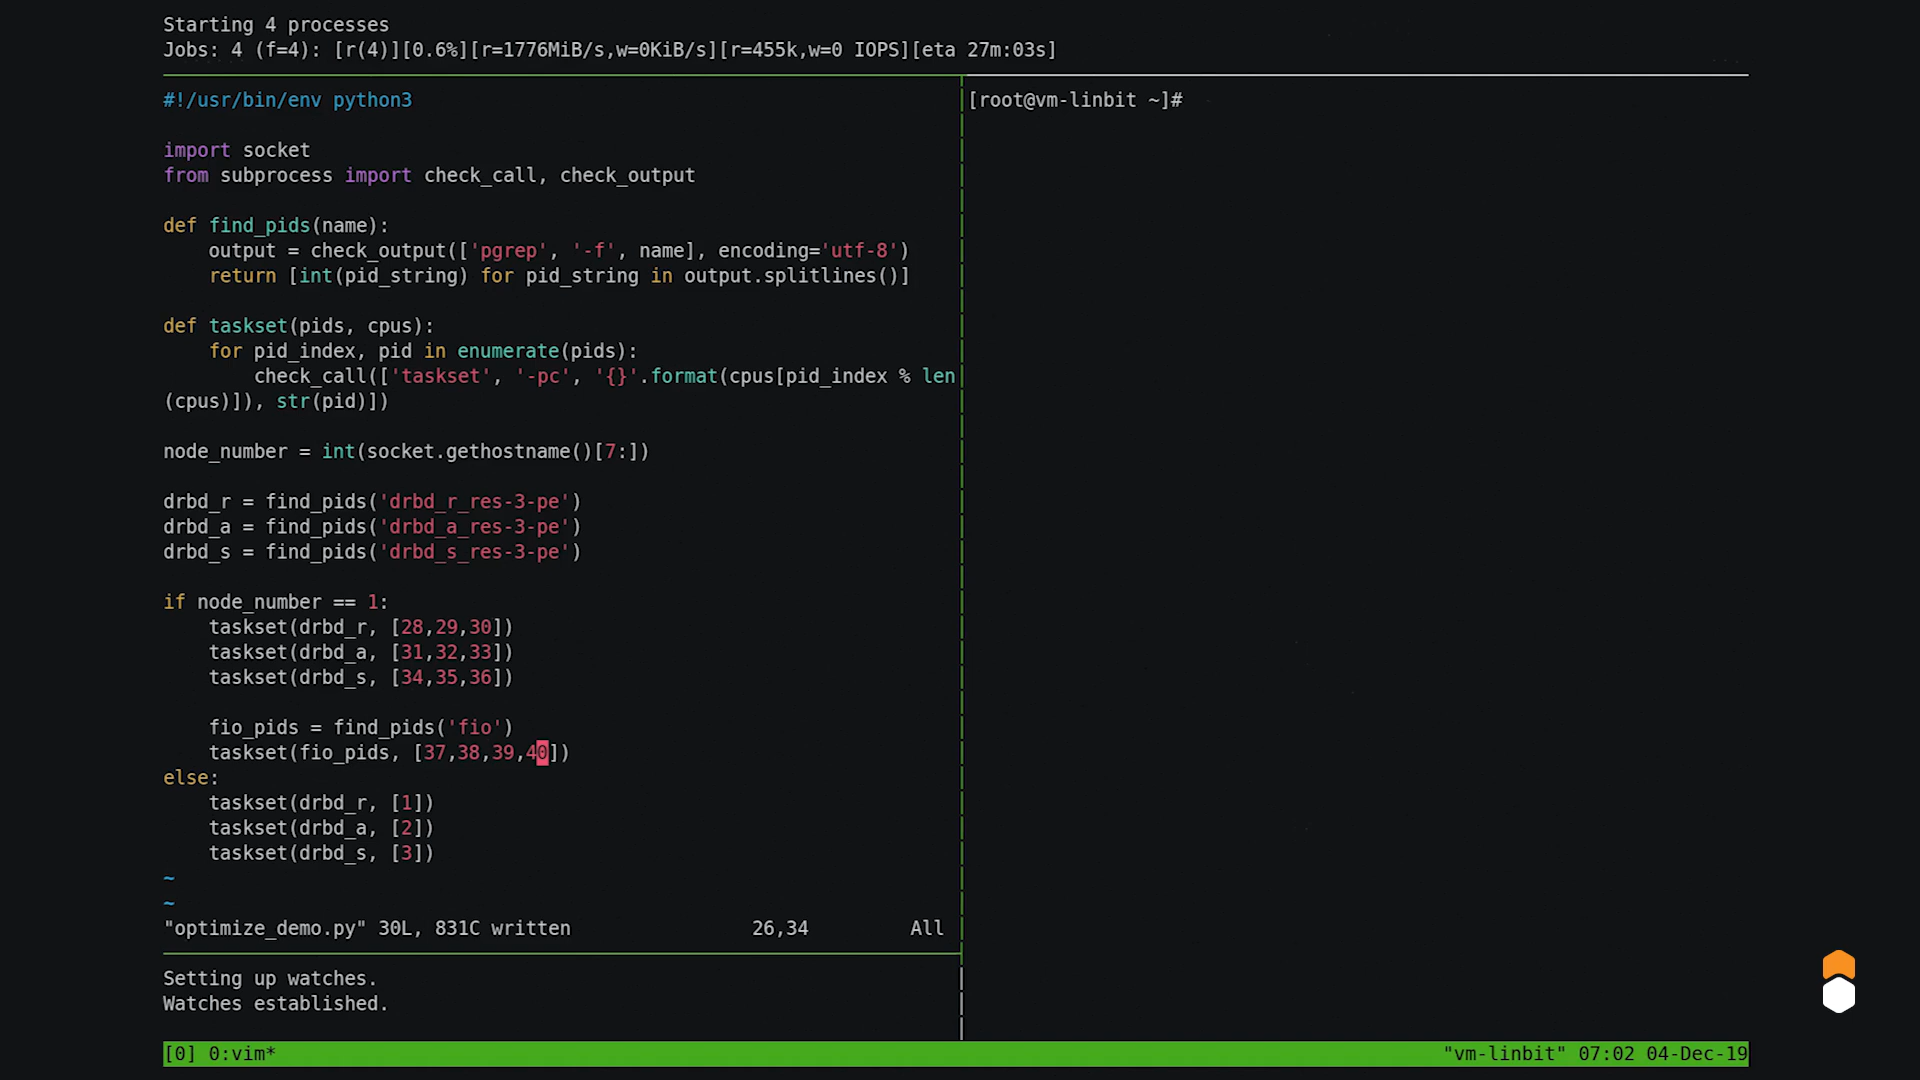 Starting 4 processes
Jobs: 4 (f=4): [r(4)][0.6%][r=1776MiB/s,w=0KiB/s][r=455k,w=0 IOPS][eta 27m:03s]
#!/usr/bin/env python3
import socket
from subprocess import check_call, check_output
def find_pids(name):
    output = check_output(['pgrep', '-f', name], encoding='utf-8')
    return [int(pid_string) for pid_string in output.splitlines()]
def taskset(pids, cpus):
    for pid_index, pid in enumerate(pids):
        check_call(['taskset', '-pc', '{}'.format(cpus[pid_index % len
(cpus)]), str(pid)])
node_number = int(socket.gethostname()[7:])
drbd_r = find_pids('drbd_r_res-3-pe')
drbd_a = find_pids('drbd_a_res-3-pe')
drbd_s = find_pids('drbd_s_res-3-pe')
if node_number == 1:
    taskset(drbd_r, [28,29,30])
    taskset(drbd_a, [31,32,33])
    taskset(drbd_s, [34,35,36])
    fio_pids = find_pids('fio')
    taskset(fio_pids, [37,38,39,40])
else:
    taskset(drbd_r, [1])
    taskset(drbd_a, [2])
    taskset(drbd_s, [3])
~
~
"optimize_demo.py" 30L, 831C written 26,34 All
[root@vm-linbit ~]#
Setting up watches.
Watches established.
[0] 0:vim* "vm-linbit" 07:02 04-Dec-19